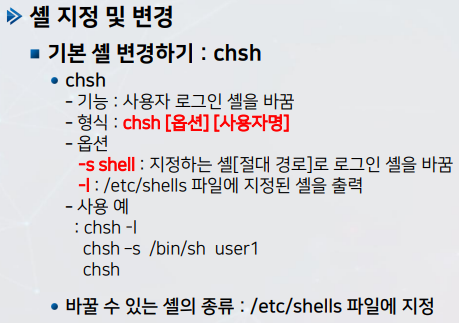 셸 지정 및 변경
기본 셸 변경하기 : chsh
chsh
- 기능 : 사용자 로그인 셸을 바꿈
- 형식 : chsh [옵션] [사용자명]
- 옵션
-s shell : 지정하는 셸[절대 경로]로 로그인 셸을 바꿈
-l : /etc/shells 파일에 지정된 셸을 출력
- 사용 예
: chsh -l
chsh –s /bin/sh user1
chsh
바꿀 수 있는 셸의 종류 : /etc/shells 파일에 지정